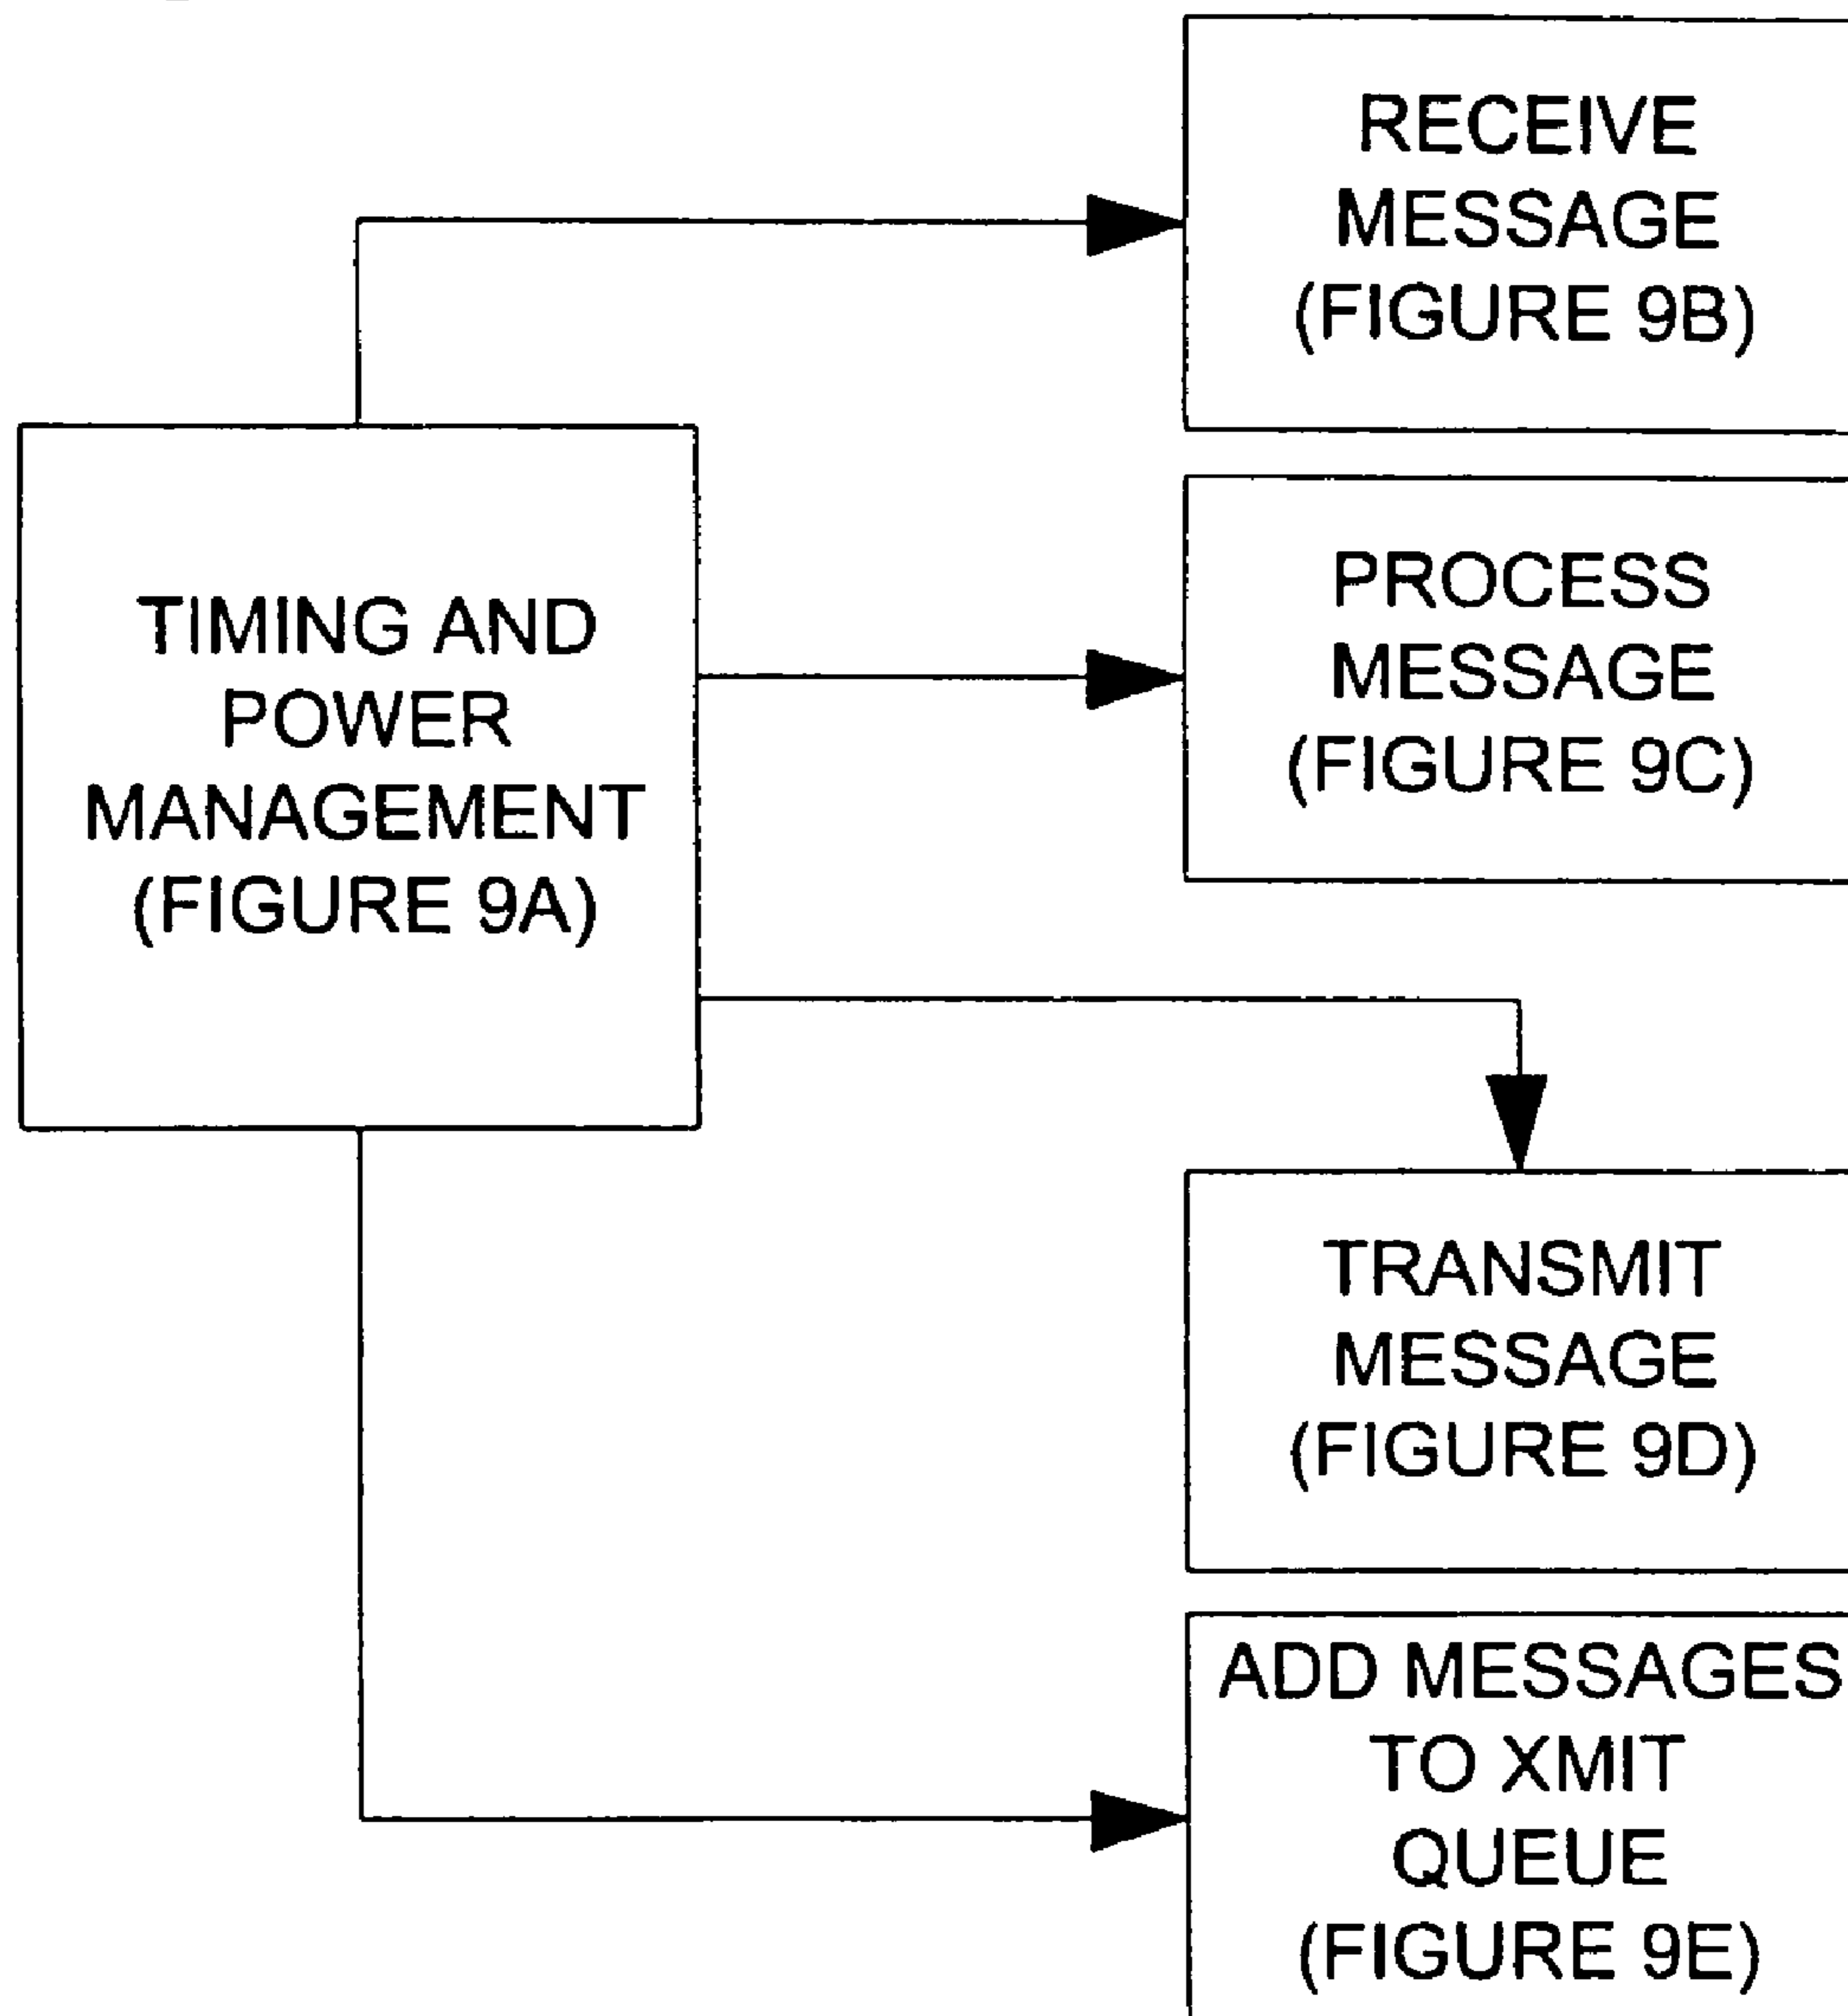 RECEIVE
MESSAGE
(FIGURE 9B)
TIMING AND
POWER
MANAGEMENT
(FIGURE 9A)
PROCESS
MESSAGE
(FIGURE 9C)
TRANSMIT
MESSAGE
(FIGURE 9D)
ADD MESSAGES
TO XMIT
QUEUE
(FIGURE 9E)